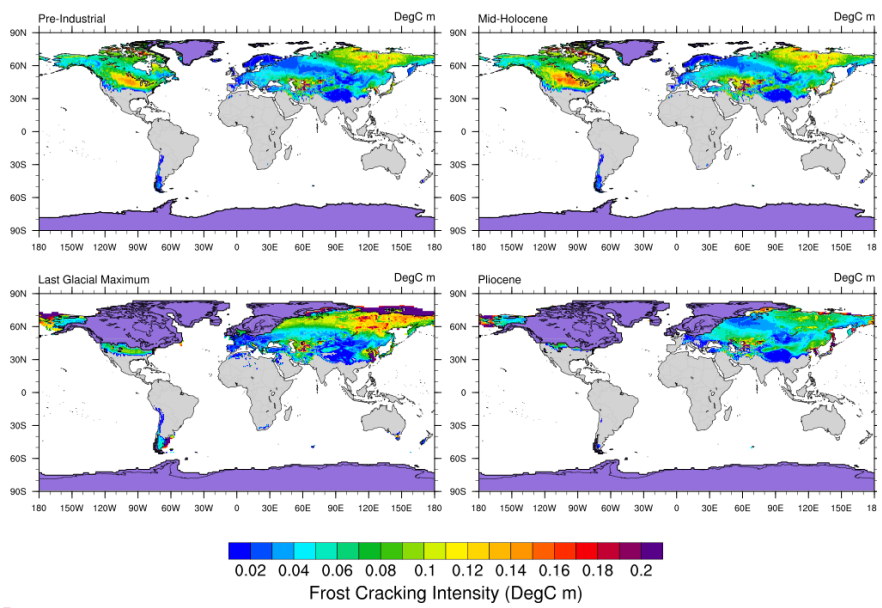 Pre-Industrial DegC m
Mid-Holocene DegC m
90N
60N
30N
0
30S
60S
90S
180 150W 120W 90W 60W 30W 0 30E 60E 90E 120E 150E 180
90N
60N
30N
0
30S
60S
90S
180 150W 120W 90W 60W 30W 0 30E 60E 90E 120E 150E 18
Last Glacial Maximum DegC m
Pliocene DegC m
90N
60N
30N
0
30S
60S
90S
180 150W 120W 90W 60W 30W 0 30E 60E 90E 120E 150E 180
90N
60N
30N
0
30S
60S
90S
180 150W 120W 90W 60W 30W 0 30E 60E 90E 120E 150E 18
0.02 0.04 0.06 0.08 0.1 0.12 0.14 0.16 0.18 0.2
Frost Cracking Intensity (DegC m)